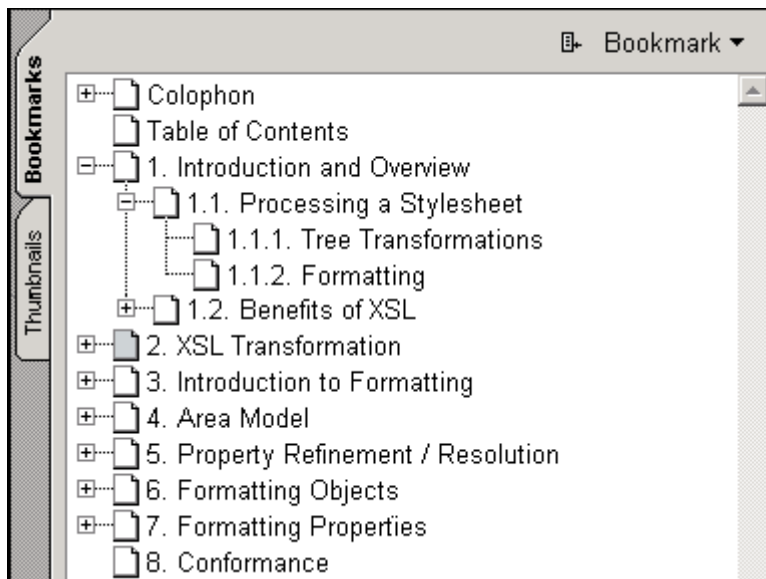 Bookmark
Bookmarks
Thumbnails
Colophon
Table of Contents
1. Introduction and Overview
1.1. Processing a Stylesheet
1.1.1. Tree Transformations
1.1.2. Formatting
1.2. Benefits of XSL
2. XSL Transformation
3. Introduction to Formatting
4. Area Model
5. Property Refinement / Resolution
6. Formatting Objects
7. Formatting Properties
8. Conformance